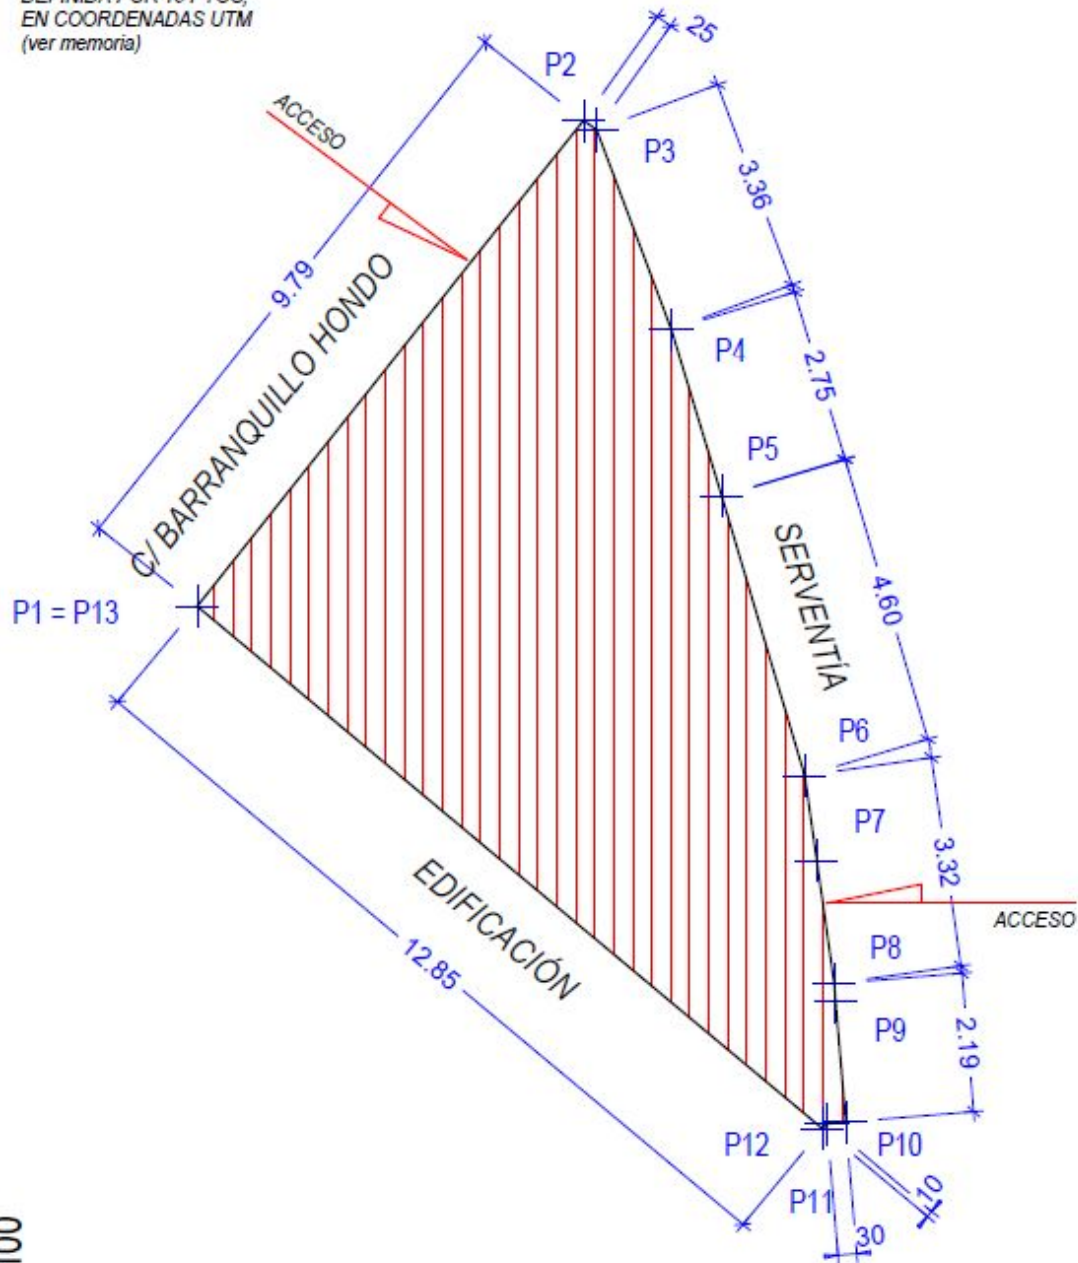 EN COORDENADAS UTM
(ver memoria)
25
P2
ACCESO
P3
3.36
9.79
C/ BARRANQUILLO HONDO
P4
2.75
P5
SERVENTÍA
4.60
P1 = P13
P6
P7
3.32
EDIFICACIÓN
ACCESO
12.85
P8
P9
2.19
P12
P10
P11
10
30
100